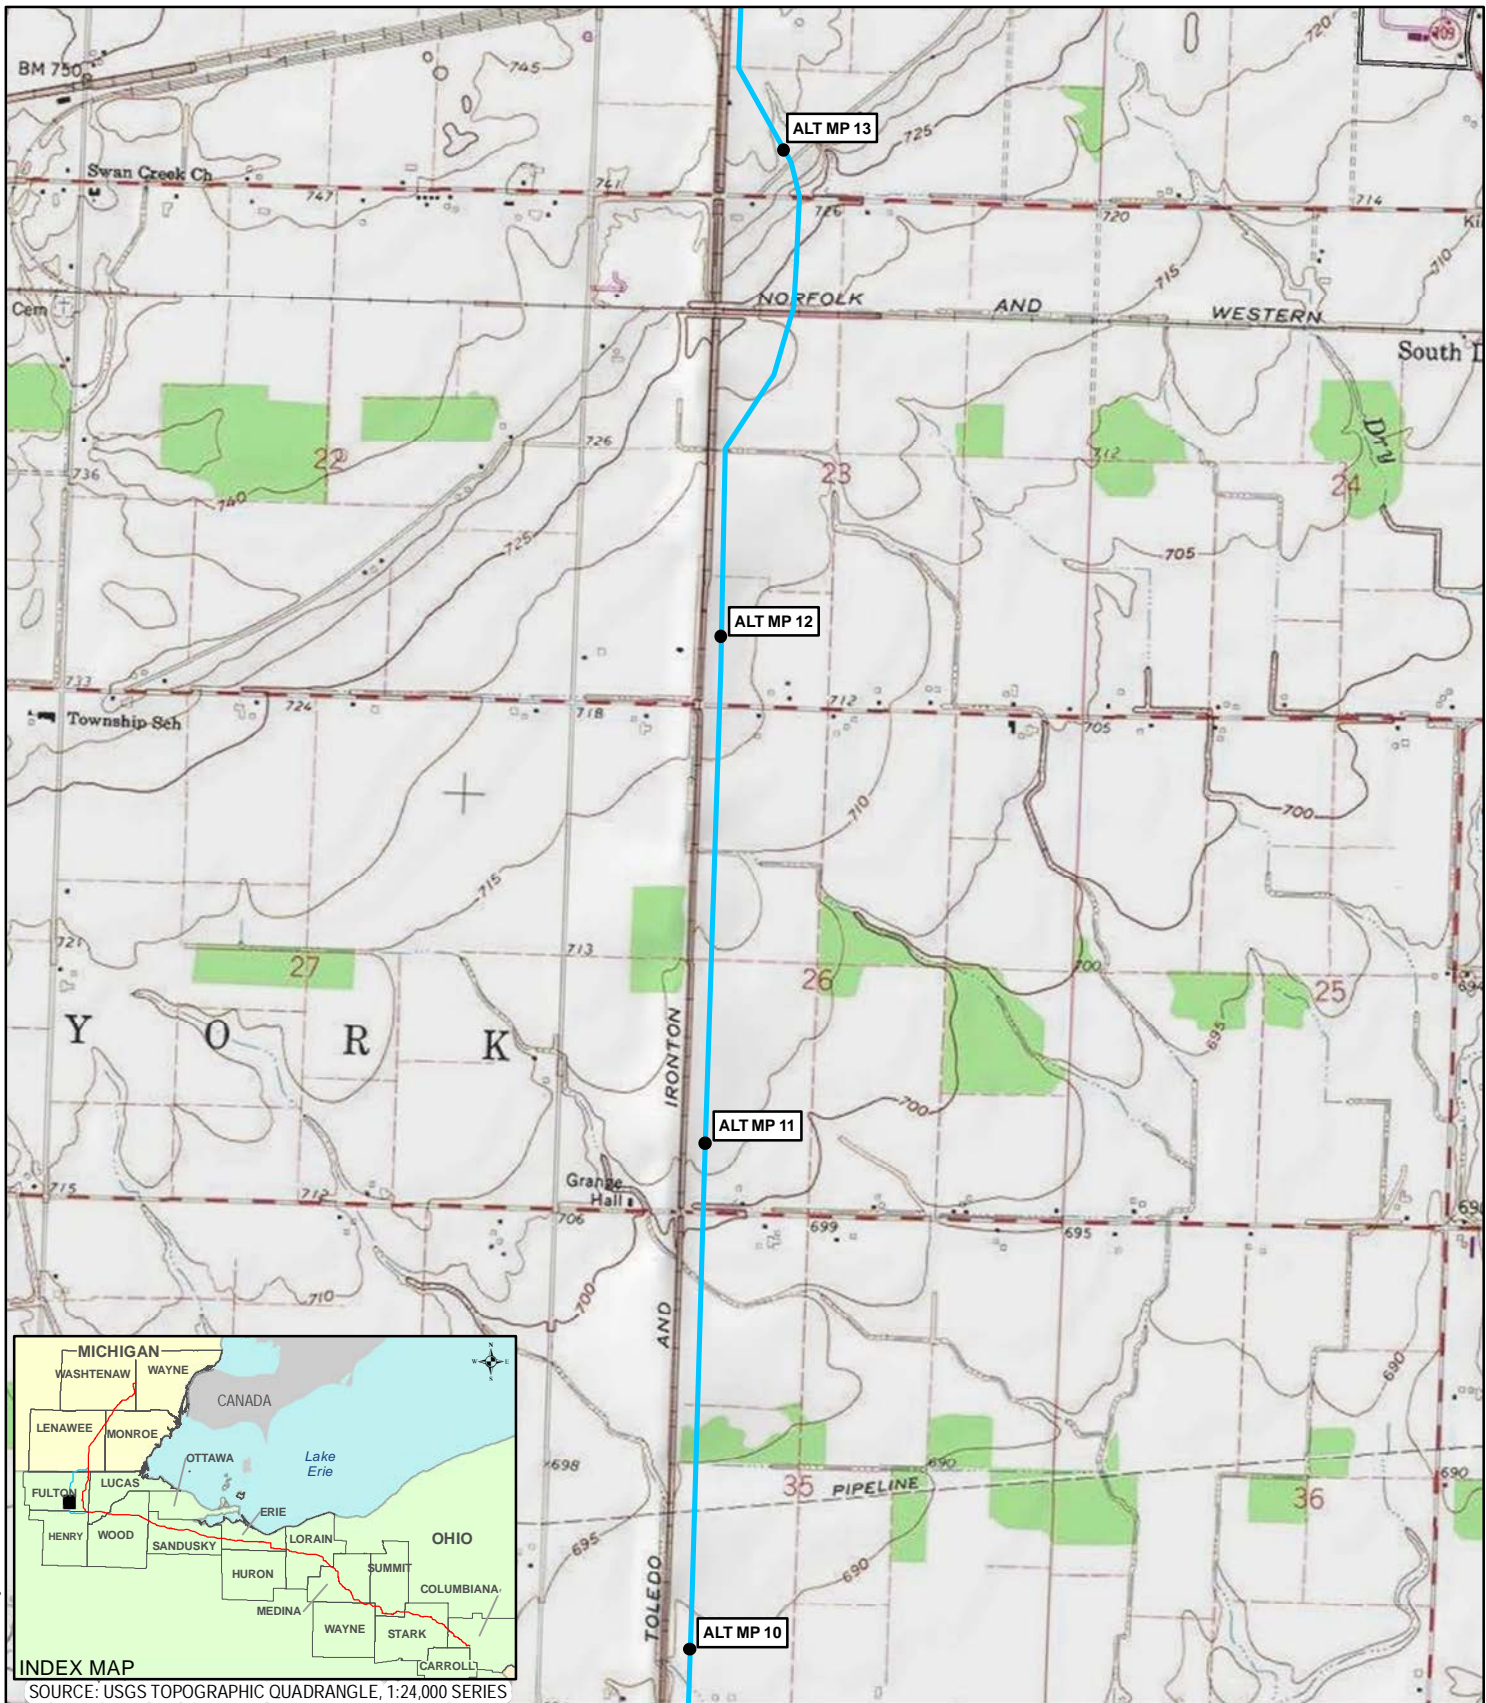 BM 750
745
720
109
ALT MP 13
725
Swan Creek Ch
747
741
726
720
714
710
715
Cem
NORFOLK AND WESTERN
South
726
22
23
24
Dry
712
736
740
725
705
ALT MP 12
733
724
718
712
705
Township Sch
710
700
715
721
713
27
26
700
25
695
Y O R K
IRONTON
700
ALT MP 11
Grange
Hall
715
712
706
699
695
710
700
AND
690
698
690
690
35
PIPELINE
36
695
690
TOLEDO
ALT MP 10
MICHIGAN
WASHTENAW
WAYNE
CANADA
LENAWEE
MONROE
Lake
Erie
OTTAWA
LUCAS
FULTON
ERIE
HENRY
WOOD
SANDUSKY
LORAIN
OHIO
HURON
SUMMIT
COLUMBIANA
MEDINA
WAYNE
STARK
CARROLL
N
W
E
S
INDEX MAP
SOURCE: USGS TOPOGRAPHIC QUADRANGLE, 1:24,000 SERIES